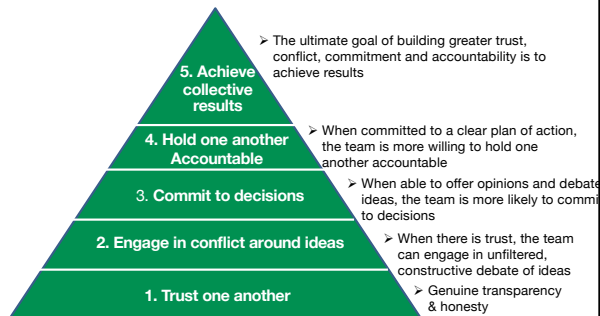 5. Achieve
collective
results
➢ The ultimate goal of building greater trust,
conflict, commitment and accountability is to
achieve results
4. Hold one another
Accountable
➢ When committed to a clear plan of action,
the team is more willing to hold one
another accountable
3. Commit to decisions
➢ When able to offer opinions and debate
ideas, the team is more likely to commi
to decisions
2. Engage in conflict around ideas
➢ When there is trust, the team
can engage in unfiltered,
constructive debate of ideas
1. Trust one another
➢ Genuine transparency
& honesty